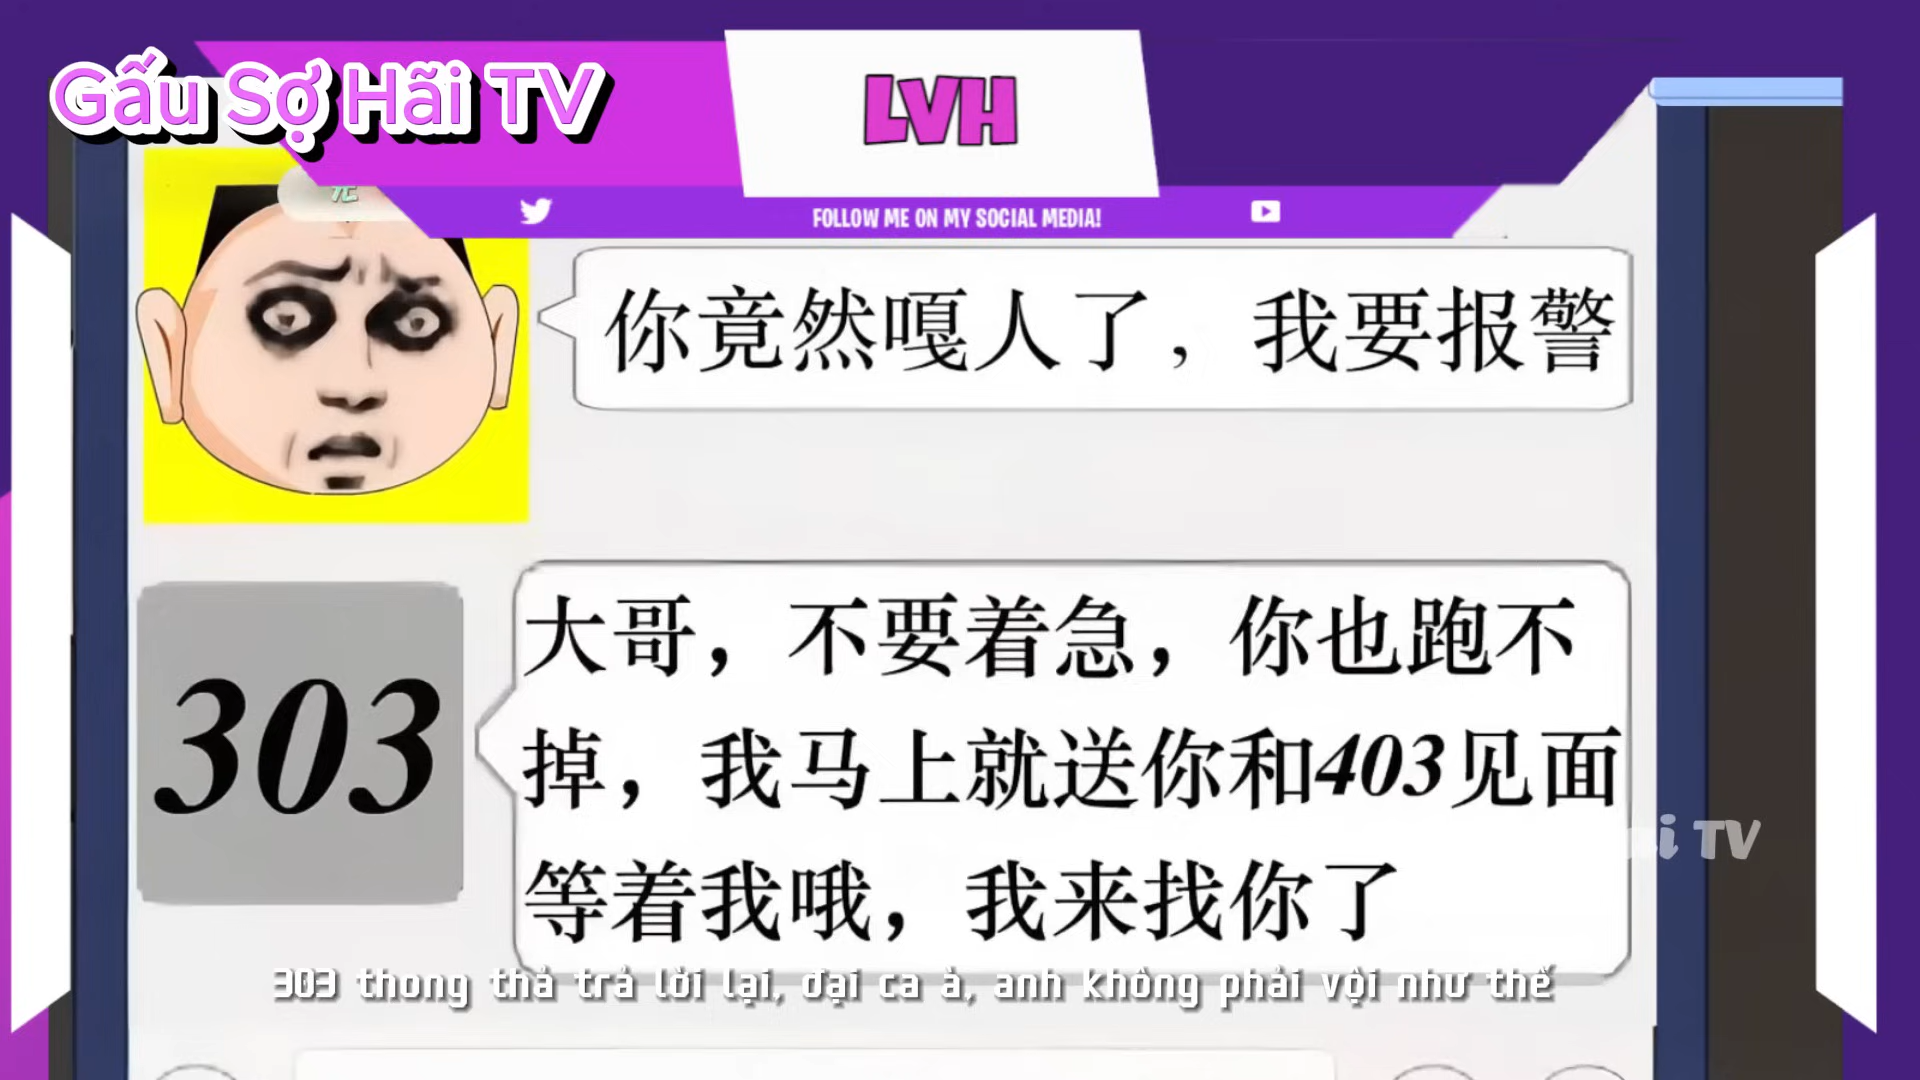 Gấu Sợ Hãi TV
LVH
FOLLOW ME ON MY SOCIAL MEDIA!
你竟然嘎人了，我要报警
303
大哥，不要着急，你也跑不
掉，我马上就送你和403见面
等着我哦，我来找你了
TV
303 thong thả trả lời lại, đại ca à, anh không phải vội như thế